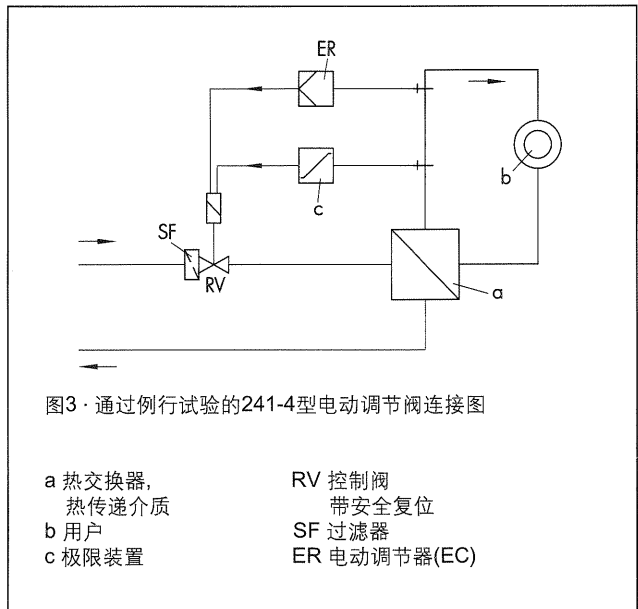 ER
c
b
SF
RV
a
图3 · 通过例行试验的241-4型电动调节阀连接图
a 热交换器,
热传递介质
b 用户
c 极限装置
RV 控制阀
带安全复位
SF 过滤器
ER 电动调节器(EC)